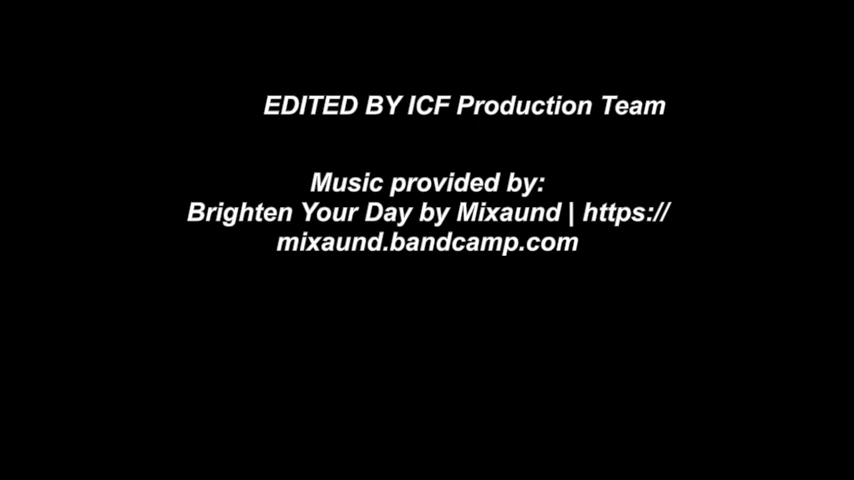 EDITED BY ICF Production Team
Music provided by:
Brighten Your Day by Mixaund | https://
mixaund.bandcamp.com